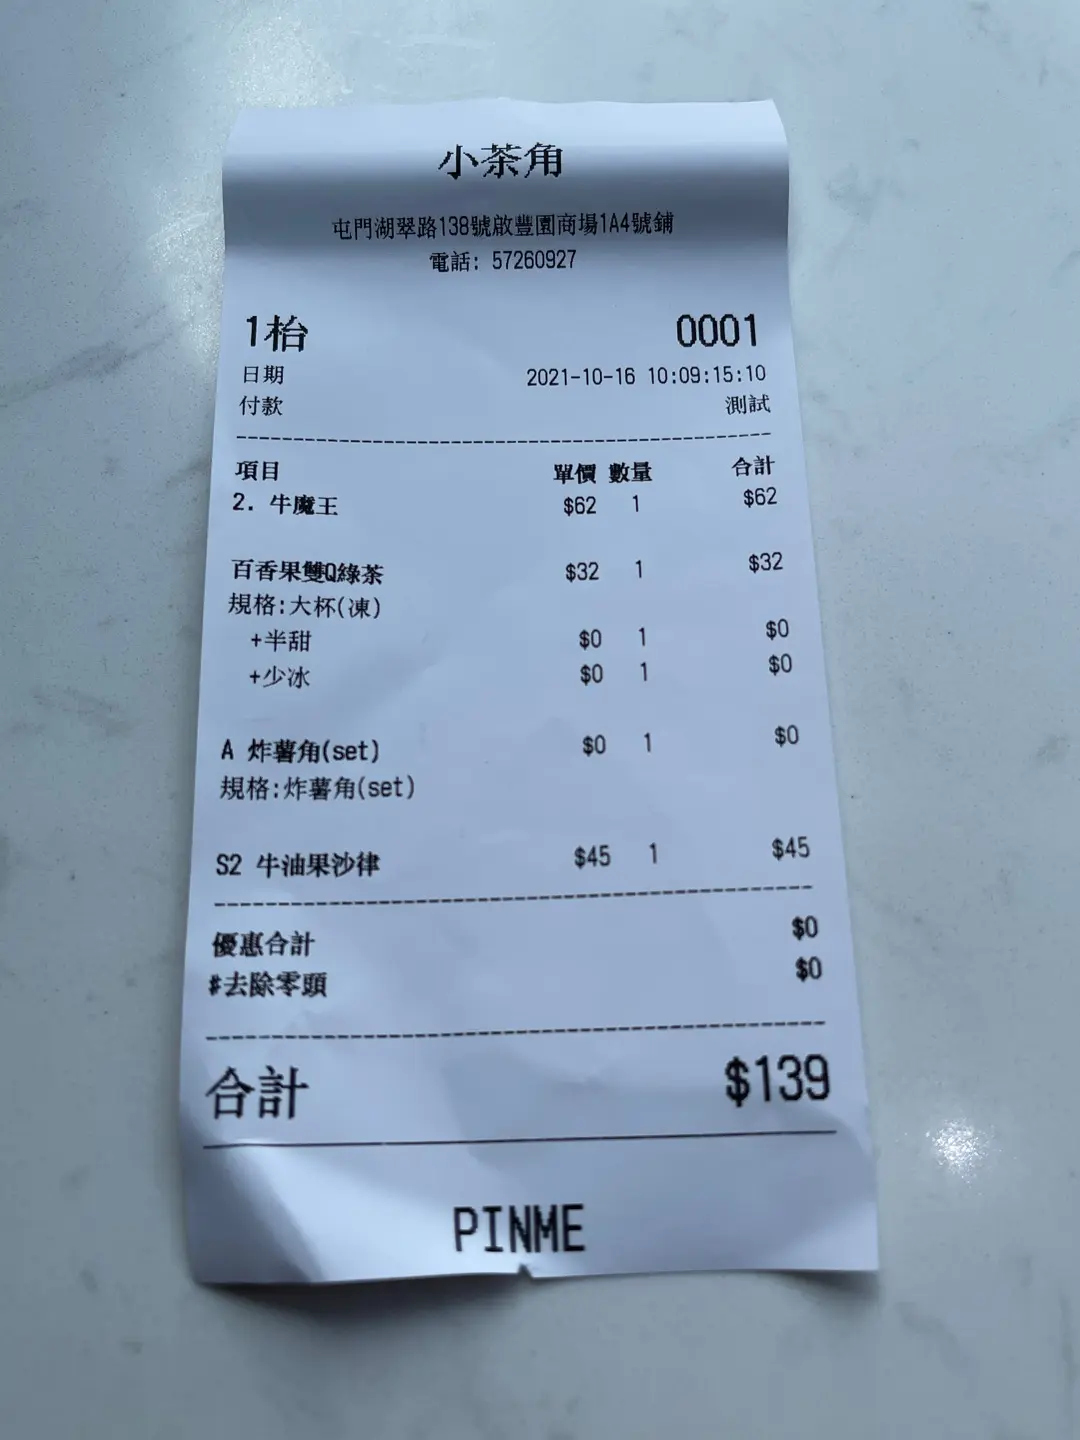 小茶角
屯門湖翠路138號啟豐園商場1A4號鋪
電話: 57260927
1枱 0001
日期 2021-10-16 10:09:15:10
付款 測試
項目 單價 數量 合計
2. 牛魔王 $62 1 $62
百香果雙Q綠茶 $32 1 $32
規格:大杯(凍)
+半甜 $0 1 $0
+少冰 $0 1 $0
A 炸薯角(set) $0 1 $0
規格:炸薯角(set)
S2 牛油果沙律 $45 1 $45
優惠合計 $0
#去除零頭 $0
合計 $139
PINME